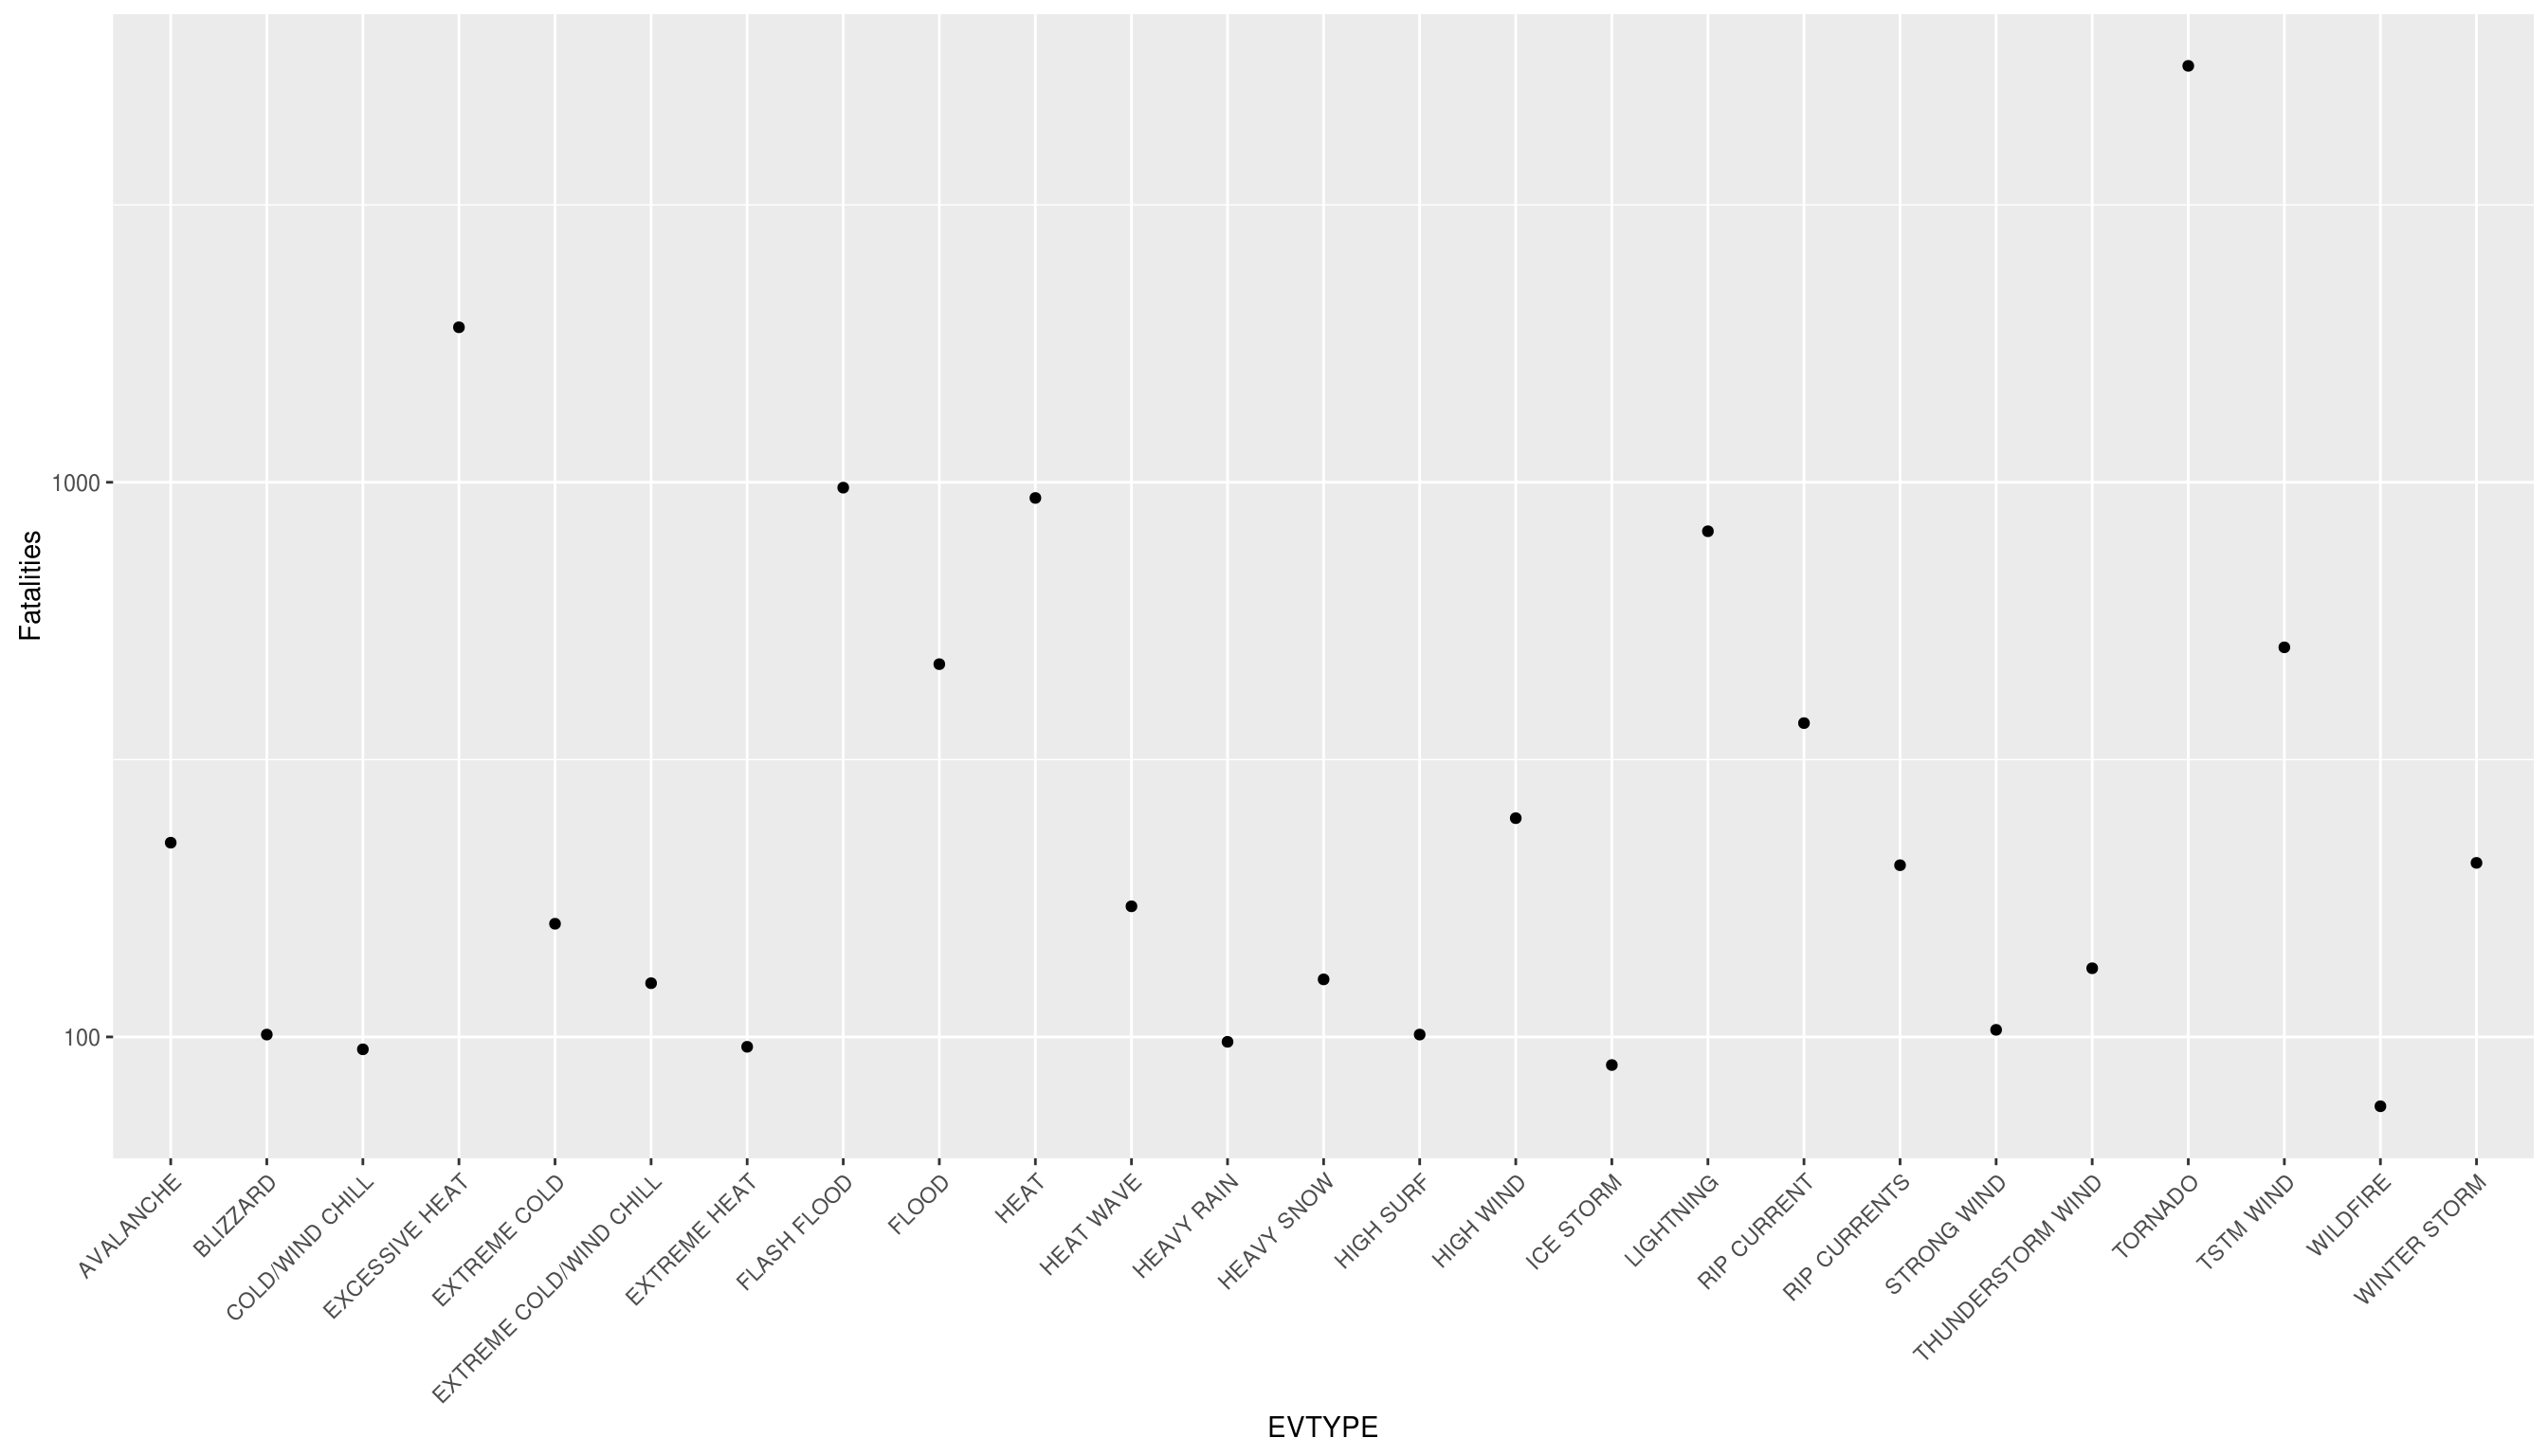 Fatalities
1000
100
AVALANCHE
BLIZZARD
COLD/WIND CHILL
EXCESSIVE HEAT
EXTREME COLD
EXTREME COLD/WIND CHILL
EXTREME HEAT
FLASH FLOOD
FLOOD
HEAT
HEAT WAVE
HEAVY RAIN
HEAVY SNOW
HIGH SURF
HIGH WIND
ICE STORM
LIGHTNING
RIP CURRENT
RIP CURRENTS
STRONG WIND
THUNDERSTORM WIND
TORNADO
TSTM WIND
WILDFIRE
WINTER STORM
EVTYPE